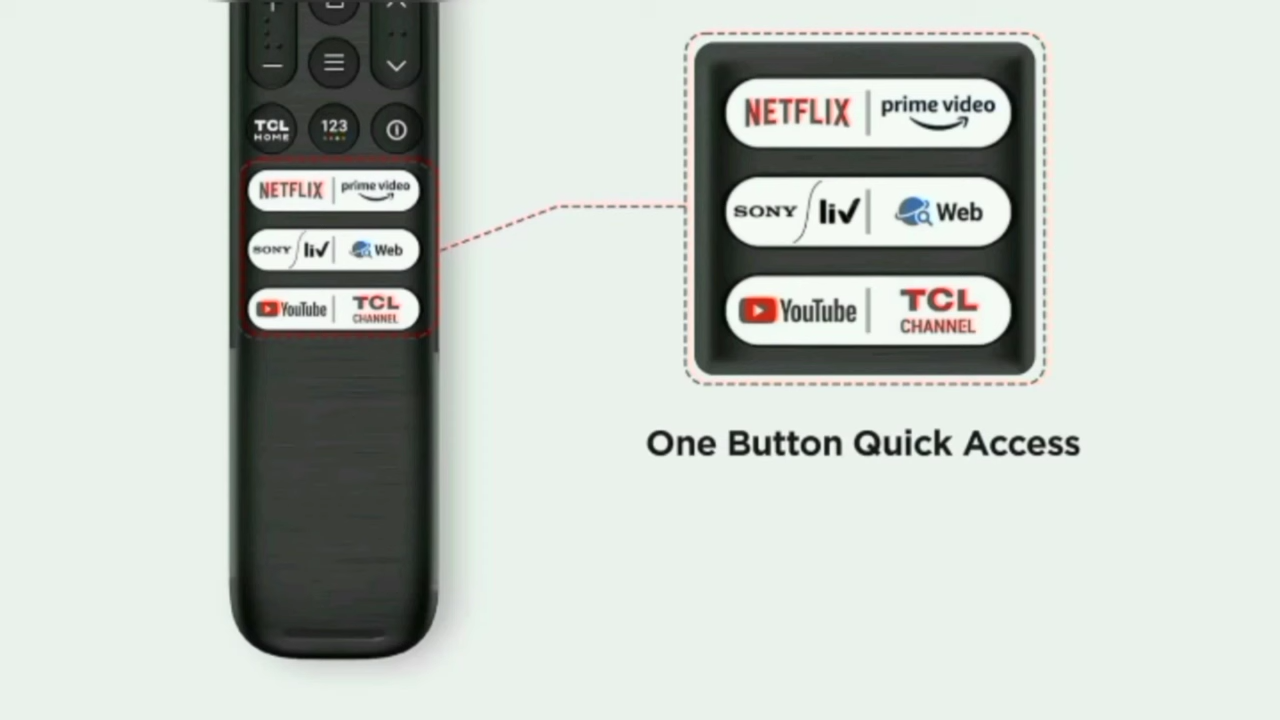 TCL
HOME
123
NETFLIX | prime video
SONY liv | Web
YouTube | TCL
CHANNEL
NETFLIX | prime video
SONY liv | Web
YouTube | TCL
CHANNEL
One Button Quick Access